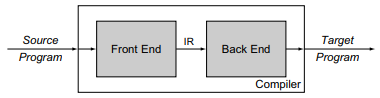 Source
Program
Front End
IR
Back End
Target
Program
Compiler